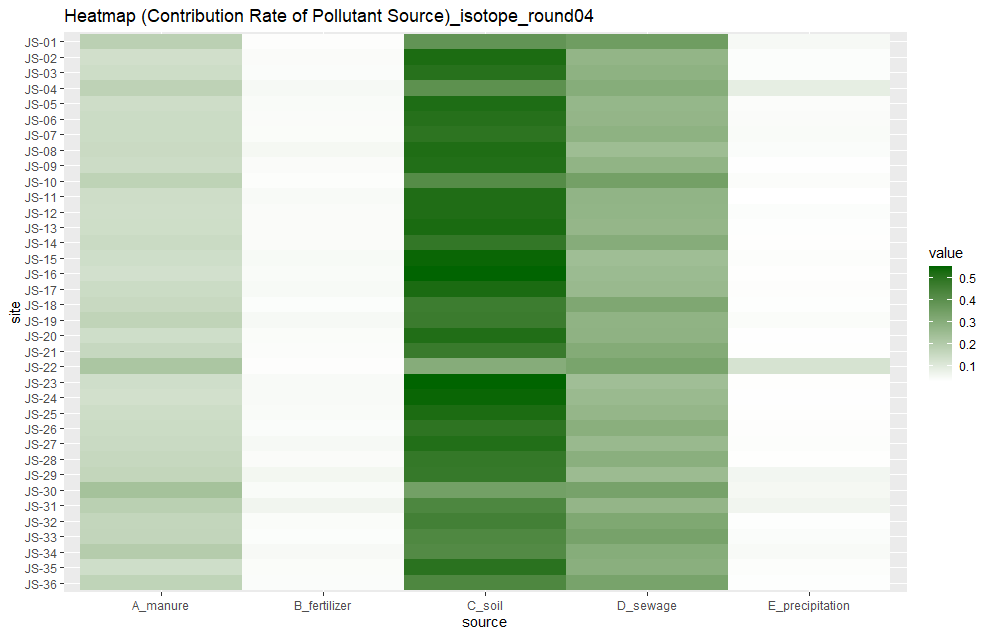 Heatmap (Contribution Rate of Pollutant Source)_isotope_round04
JS-01
JS-02
JS-03
JS-04
JS-05
JS-06
JS-07
JS-08
JS-09
JS-10
JS-11
JS-12
JS-13
JS-14
JS-15
JS-16
JS-17
JS-18
JS-19
JS-20
JS-21
JS-22
JS-23
JS-24
JS-25
JS-26
JS-27
JS-28
JS-29
JS-30
JS-31
JS-32
JS-33
JS-34
JS-35
JS-36
site
A_manure
B_fertilizer
C_soil
D_sewage
E_precipitation
source
value
0.5
0.4
0.3
0.2
0.1